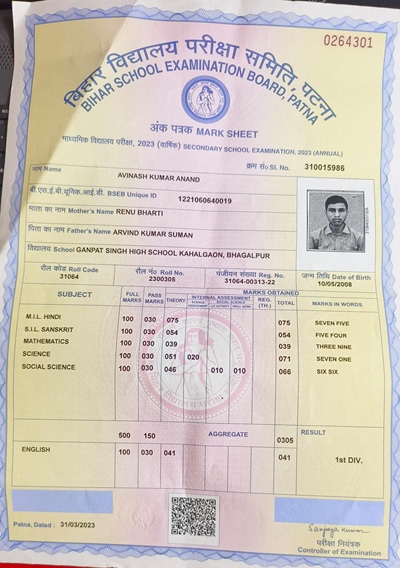 0264301
बिहार विद्यालय परीक्षा समिति, पटना
BIHAR SCHOOL EXAMINATION BOARD, PATNA
अंक पत्रक MARK SHEET
माध्यमिक विद्यालय परीक्षा, 2023 (वार्षिक) SECONDARY SCHOOL EXAMINATION, 2023 (ANNUAL)
क्रम सं० Sl. No. 310015986
नाम Name AVINASH KUMAR ANAND
बी.एस.ई.बी.यूनिक.आई.डी. BSEB Unique ID 1221060640019
माता का नाम Mother's Name RENU BHARTI
पिता का नाम Father's Name ARVIND KUMAR SUMAN
विद्यालय School GANPAT SINGH HIGH SCHOOL KAHALGAON, BHAGALPUR
रौल कोड Roll Code रौल नं० Roll No. पंजीयन संख्या Reg. No. जन्म तिथि Date of Birth
31064 2300305 31064-00313-22 10/05/2008
SUBJECT FULL MARKS PASS MARKS MARKS OBTAINED
THEORY INTERNAL ASSESSMENT REG. (TH.) TOTAL MARKS IN WORDS
M.I.L. HINDI 100 030 075 075 SEVEN FIVE
S.I.L. SANSKRIT 100 030 054 054 FIVE FOUR
MATHEMATICS 100 030 039 039 THREE NINE
SCIENCE 100 030 051 020 071 SEVEN ONE
SOCIAL SCIENCE 100 030 046 010 010 066 SIX SIX
500 150 AGGREGATE 0305 RESULT
ENGLISH 100 030 041 041 1st DIV.
Patna, Dated : 31/03/2023
Sanjay Kumar
परीक्षा नियंत्रक
Controller of Examination